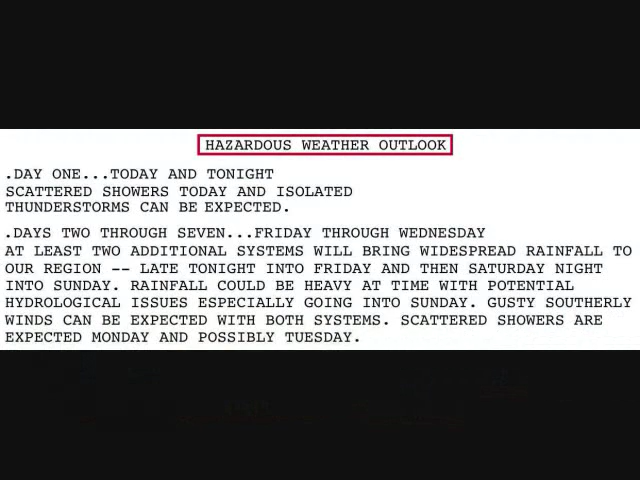 HAZARDOUS WEATHER OUTLOOK
.DAY ONE...TODAY AND TONIGHT
SCATTERED SHOWERS TODAY AND ISOLATED
THUNDERSTORMS CAN BE EXPECTED.
.DAYS TWO THROUGH SEVEN...FRIDAY THROUGH WEDNESDAY
AT LEAST TWO ADDITIONAL SYSTEMS WILL BRING WIDESPREAD RAINFALL TO
OUR REGION -- LATE TONIGHT INTO FRIDAY AND THEN SATURDAY NIGHT
INTO SUNDAY. RAINFALL COULD BE HEAVY AT TIME WITH POTENTIAL
HYDROLOGICAL ISSUES ESPECIALLY GOING INTO SUNDAY. GUSTY SOUTHERLY
WINDS CAN BE EXPECTED WITH BOTH SYSTEMS. SCATTERED SHOWERS ARE
EXPECTED MONDAY AND POSSIBLY TUESDAY.